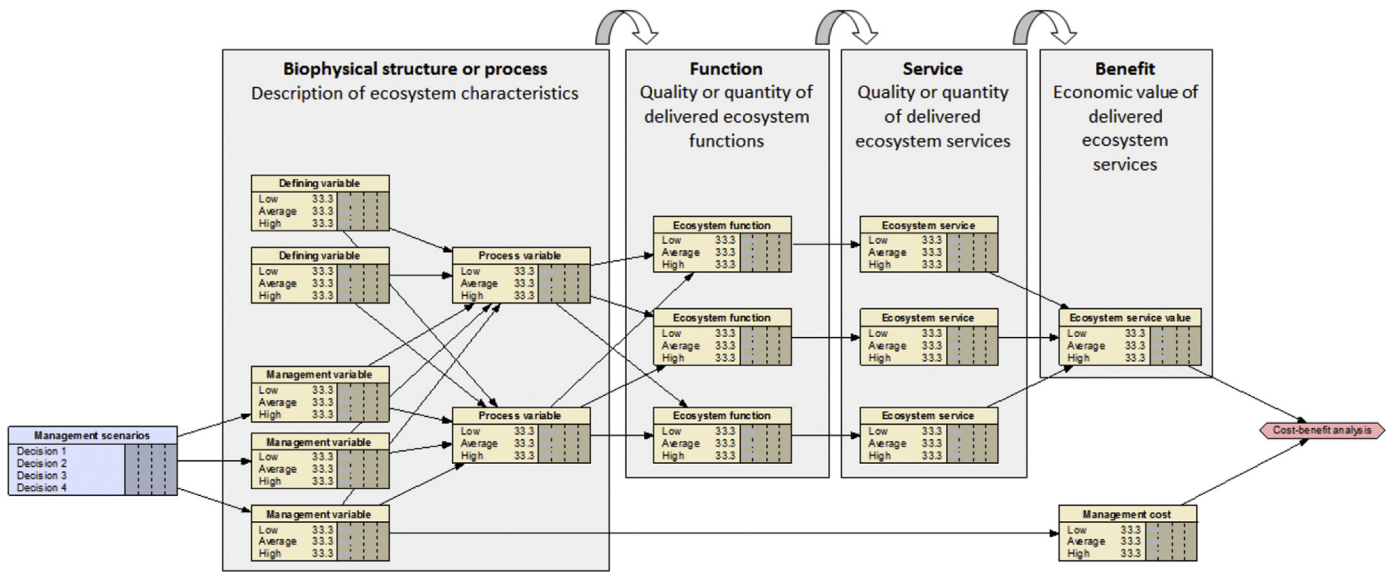 Biophysical structure or process
Description of ecosystem characteristics
Function
Quality or quantity of
delivered ecosystem
functions
Service
Quality or quantity
of delivered
ecosystem services
Benefit
Economic value of
delivered
ecosystem
services
Management scenarios
Decision 1
Decision 2
Decision 3
Decision 4
Defining variable
Low 33.3
Average 33.3
High 33.3
Defining variable
Low 33.3
Average 33.3
High 33.3
Management variable
Low 33.3
Average 33.3
High 33.3
Management variable
Low 33.3
Average 33.3
High 33.3
Management variable
Low 33.3
Average 33.3
High 33.3
Process variable
Low 33.3
Average 33.3
High 33.3
Process variable
Low 33.3
Average 33.3
High 33.3
Ecosystem function
Low 33.3
Average 33.3
High 33.3
Ecosystem function
Low 33.3
Average 33.3
High 33.3
Ecosystem function
Low 33.3
Average 33.3
High 33.3
Ecosystem service
Low 33.3
Average 33.3
High 33.3
Ecosystem service
Low 33.3
Average 33.3
High 33.3
Ecosystem service
Low 33.3
Average 33.3
High 33.3
Ecosystem service value
Low 33.3
Average 33.3
High 33.3
Management cost
Low 33.3
Average 33.3
High 33.3
Cost-benefit analysis